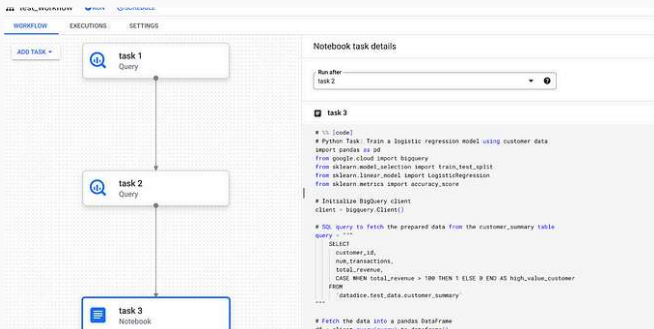 test_workflow RUN SCHEDULE
WORKFLOW EXECUTIONS SETTINGS
ADD TASK
task 1
Query
task 2
Query
task 3
Notebook
Notebook task details
Run after
task 2
task 3
# %% [code]
# Python Task: Train a logistic regression model using customer data
import pandas as pd
from google.cloud import bigquery
from sklearn.model_selection import train_test_split
from sklearn.linear_model import LogisticRegression
from sklearn.metrics import accuracy_score
# Initialize BigQuery client
client = bigquery.Client()
# SQL query to fetch the prepared data from the customer_summary table
query = """
SELECT
customer_id,
num_transactions,
total_revenue,
CASE WHEN total_revenue > 100 THEN 1 ELSE 0 END AS high_value_customer
FROM
`datadice.test_data.customer_summary`
"""
# Fetch the data into a pandas DataFrame